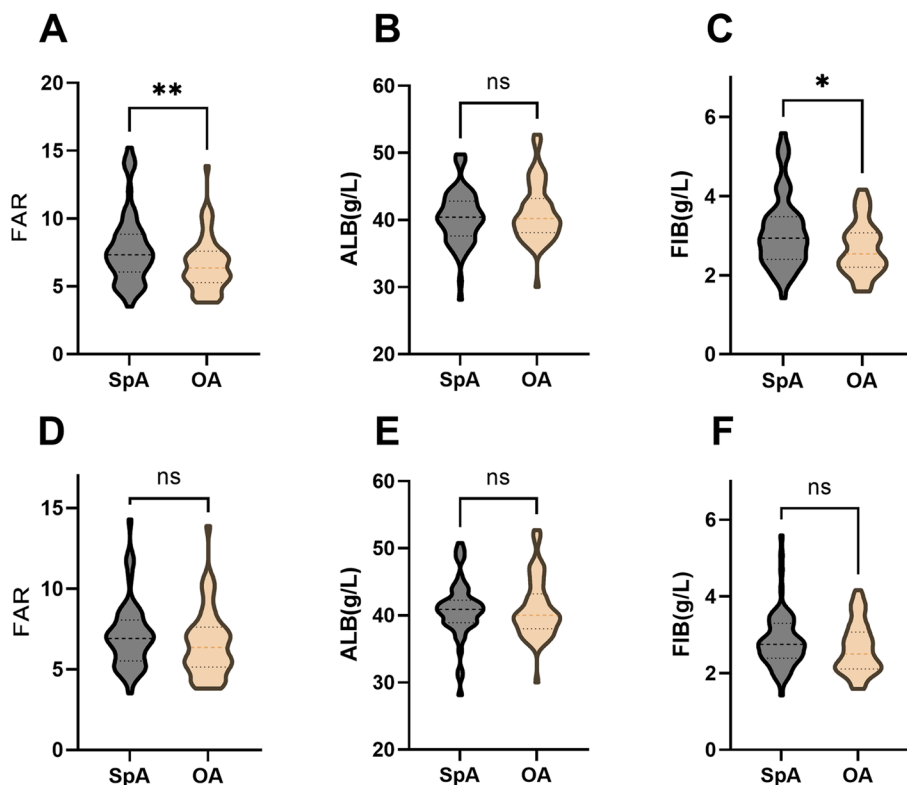 A
FAR
20
15
10
5
0
**
SpA
OA
B
ALB(g/L)
60
50
40
30
20
ns
SpA
OA
C
FIB(g/L)
6
4
2
0
*
SpA
OA
D
FAR
15
10
5
0
ns
SpA
OA
E
ALB(g/L)
60
50
40
30
20
ns
SpA
OA
F
FIB(g/L)
6
4
2
0
ns
SpA
OA